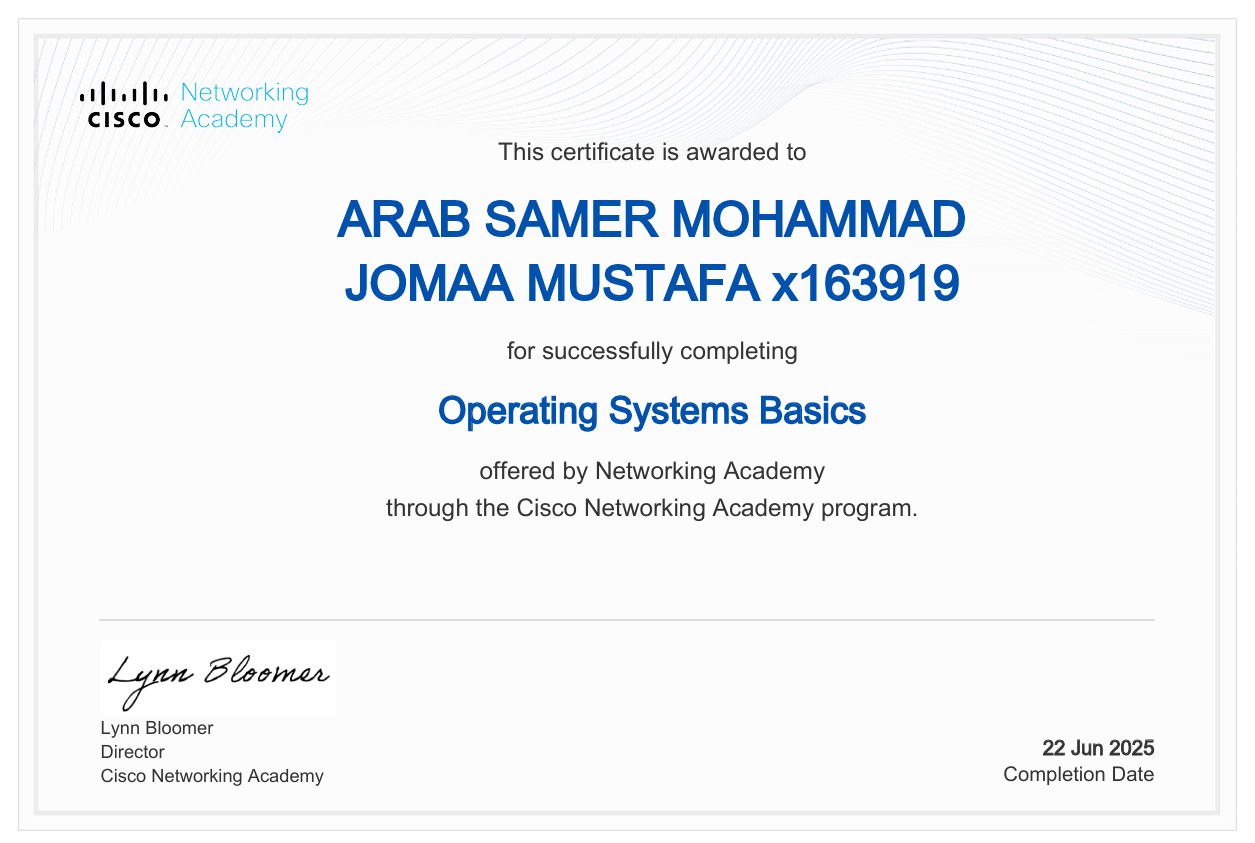 CISCO Networking
Academy
This certificate is awarded to
ARAB SAMER MOHAMMAD
JOMAA MUSTAFA x163919
for successfully completing
Operating Systems Basics
offered by Networking Academy
through the Cisco Networking Academy program.
Lynn Bloomer
Lynn Bloomer
Director
Cisco Networking Academy
22 Jun 2025
Completion Date